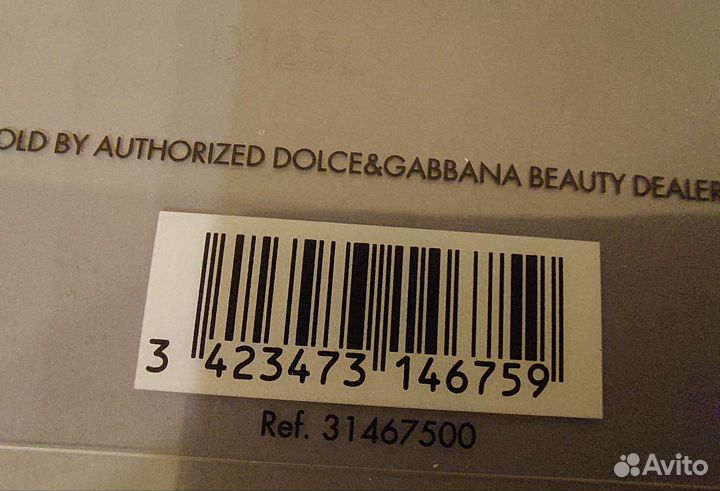 OLD BY AUTHORIZED DOLCE&GABBANA BEAUTY DEALER
3 423473 146759
Ref. 31467500
Avito